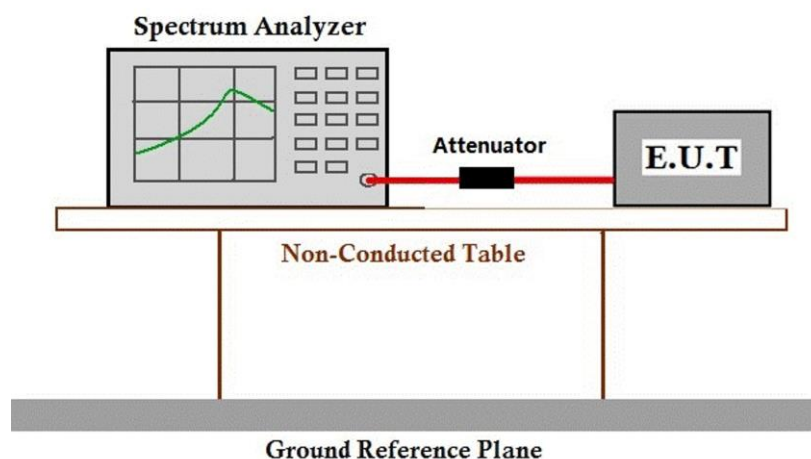 Spectrum Analyzer
Attenuator
E.U.T
Non-Conducted Table
Ground Reference Plane